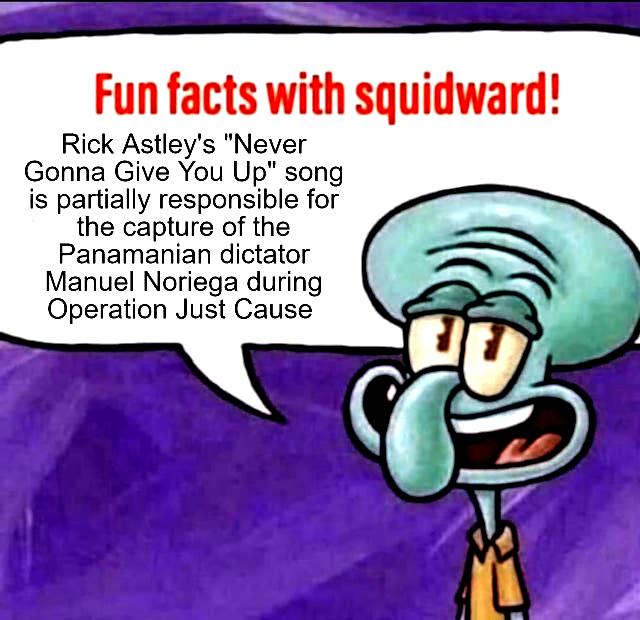 Fun facts with squidward!
Rick Astley's "Never
Gonna Give You Up" song
is partially responsible for
the capture of the
Panamanian dictator
Manuel Noriega during
Operation Just Cause